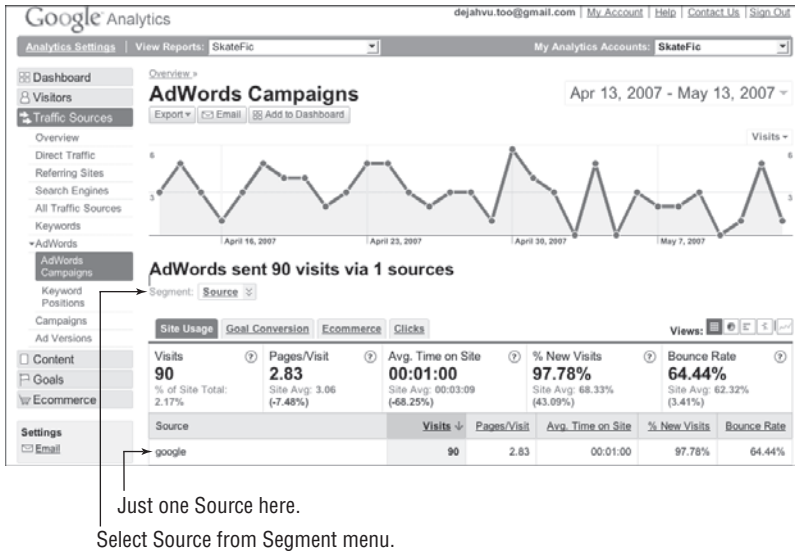 Google Analytics
dejahvu.too@gmail.com | My Account | Help | Contact Us | Sign Out
Analytics Settings | View Reports: SkateFic
My Analytics Accounts: SkateFic
Dashboard
Visitors
Traffic Sources
Overview
Direct Traffic
Referring Sites
Search Engines
All Traffic Sources
Keywords
AdWords
AdWords
Campaigns
Keyword
Positions
Campaigns
Ad Versions
Content
Goals
Ecommerce
Settings
Email
Overview »
AdWords Campaigns
Apr 13, 2007 - May 13, 2007
Export
Email
Add to Dashboard
Visits
6
6
3
3
April 16, 2007
April 23, 2007
April 30, 2007
May 7, 2007
AdWords sent 90 visits via 1 sources
Segment: Source
Site Usage Goal Conversion Ecommerce Clicks
Views:
Visits
90
% of Site Total:
2.17%
Pages/Visit
2.83
Site Avg: 3.06
(-7.48%)
Avg. Time on Site
00:01:00
Site Avg: 00:03:09
(-68.25%)
% New Visits
97.78%
Site Avg: 68.33%
(43.09%)
Bounce Rate
64.44%
Site Avg: 62.32%
(3.41%)
Source Visits ↓ Pages/Visit Avg. Time on Site % New Visits Bounce Rate
google 90 2.83 00:01:00 97.78% 64.44%
Just one Source here.
Select Source from Segment menu.